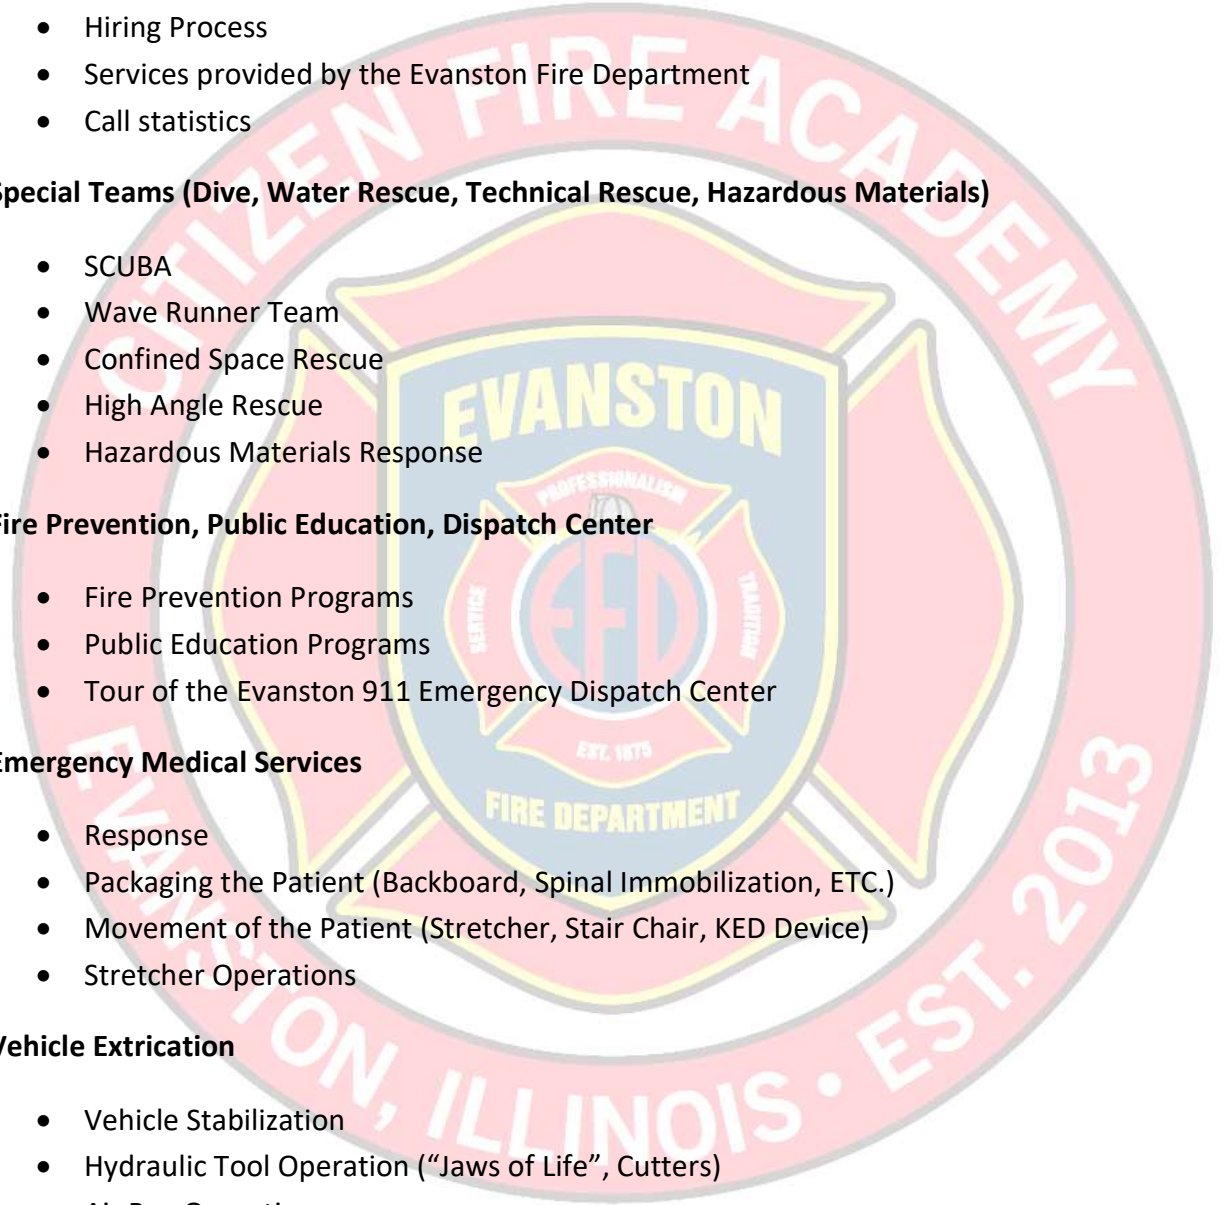 • Hiring Process
• Services provided by the Evanston Fire Department
• Call statistics
Special Teams (Dive, Water Rescue, Technical Rescue, Hazardous Materials)
• SCUBA
• Wave Runner Team
• Confined Space Rescue
• High Angle Rescue
• Hazardous Materials Response
Fire Prevention, Public Education, Dispatch Center
• Fire Prevention Programs
• Public Education Programs
• Tour of the Evanston 911 Emergency Dispatch Center
Emergency Medical Services
• Response
• Packaging the Patient (Backboard, Spinal Immobilization, ETC.)
• Movement of the Patient (Stretcher, Stair Chair, KED Device)
• Stretcher Operations
Vehicle Extrication
• Vehicle Stabilization
• Hydraulic Tool Operation (“Jaws of Life”, Cutters)
CITIZEN FIRE ACADEMY
EVANSTON
PROFESSIONALISM
SERVICE
EFD
TRADITION
EST. 1875
FIRE DEPARTMENT
EVANSTON, ILLINOIS • EST. 2013